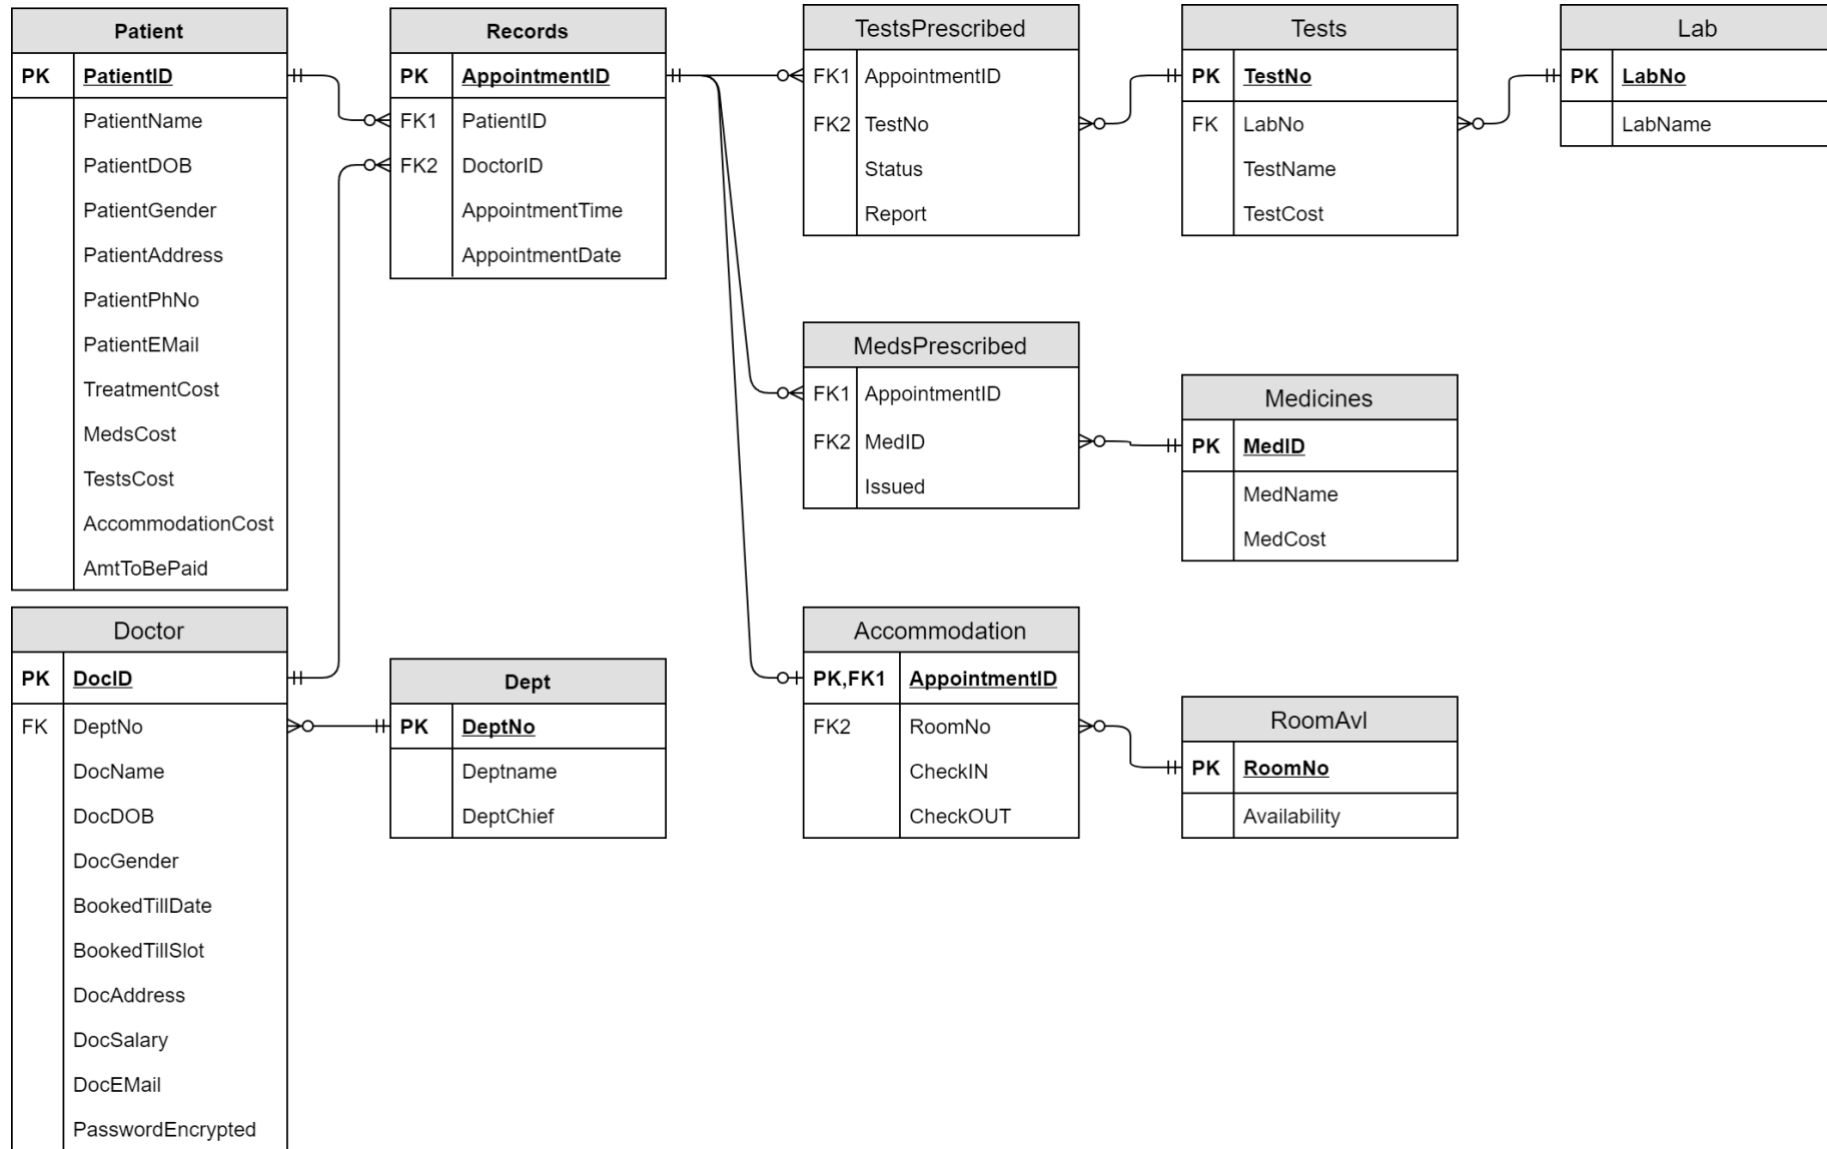 Patient
PK PatientID
PatientName
PatientDOB
PatientGender
PatientAddress
PatientPhNo
PatientEMail
TreatmentCost
MedsCost
TestsCost
AccommodationCost
AmtToBePaid
Records
PK AppointmentID
FK1 PatientID
FK2 DoctorID
AppointmentTime
AppointmentDate
TestsPrescribed
FK1 AppointmentID
FK2 TestNo
Status
Report
Tests
PK TestNo
FK LabNo
TestName
TestCost
Lab
PK LabNo
LabName
MedsPrescribed
FK1 AppointmentID
FK2 MedID
Issued
Medicines
PK MedID
MedName
MedCost
Doctor
PK DocID
FK DeptNo
DocName
DocDOB
DocGender
BookedTillDate
BookedTillSlot
DocAddress
DocSalary
DocEMail
PasswordEncrypted
Dept
PK DeptNo
Deptname
DeptChief
Accommodation
PK,FK1 AppointmentID
FK2 RoomNo
CheckIN
CheckOUT
RoomAvl
PK RoomNo
Availability